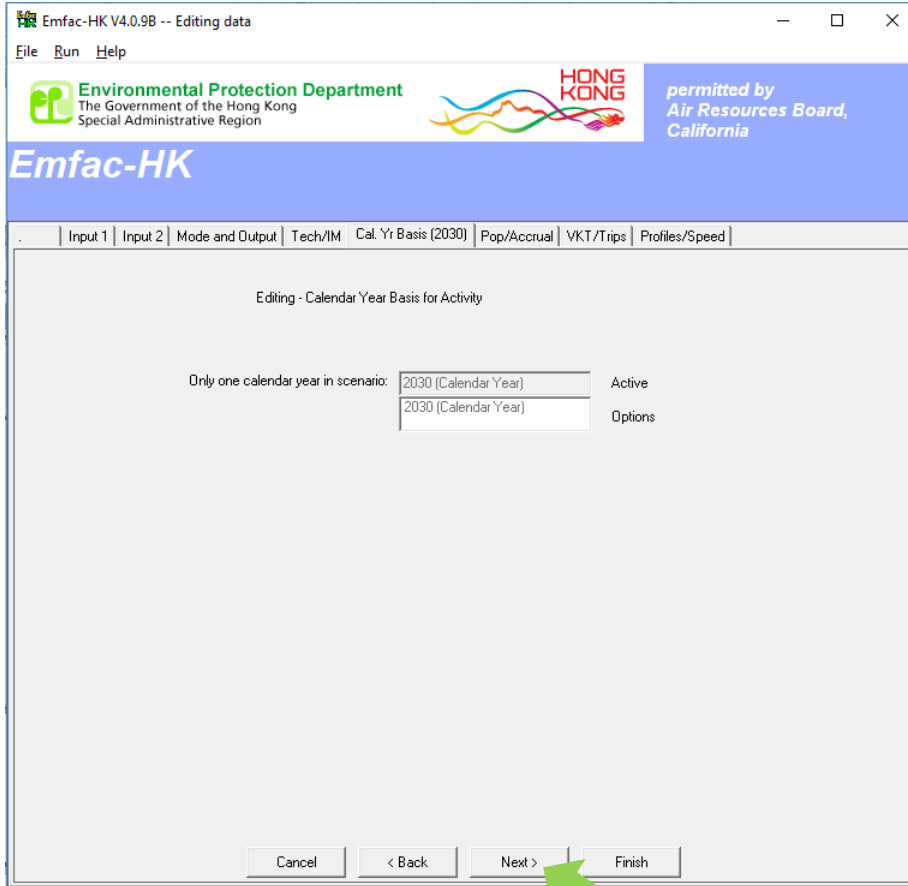 Emfac-HK V4.0.9B -- Editing data
File Run Help
Environmental Protection Department
The Government of the Hong Kong
Special Administrative Region
HONG
KONG
permitted by
Air Resources Board,
California
Emfac-HK
. Input 1 Input 2 Mode and Output Tech/IM Cal. Yr Basis (2030) Pop/Accrual VKT/Trips Profiles/Speed
Editing - Calendar Year Basis for Activity
Only one calendar year in scenario: 2030 (Calendar Year) Active
2030 (Calendar Year) Options
Cancel < Back Next > Finish